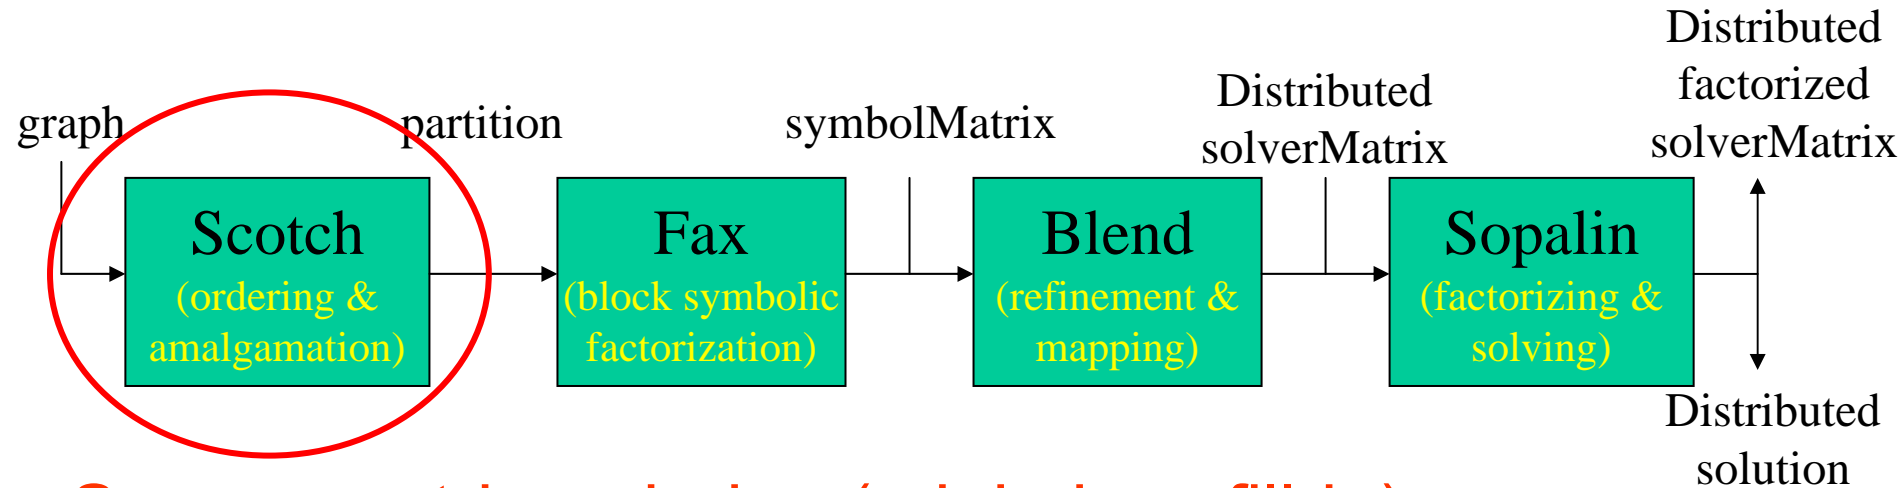 graph
partition
symbolMatrix
Distributed
solverMatrix
Distributed
factorized
solverMatrix
Scotch
(ordering &
amalgamation)
Fax
(block symbolic
factorization)
Blend
(refinement &
mapping)
Sopalin
(factorizing &
solving)
Distributed
solution